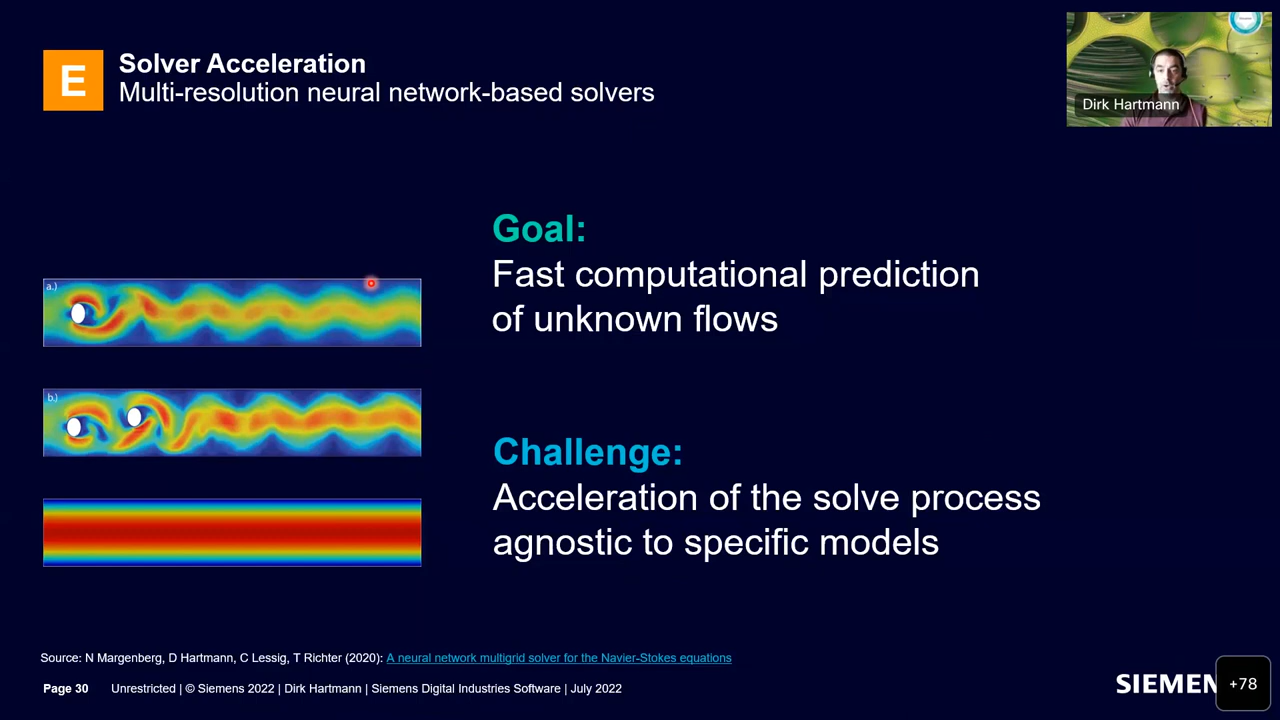 E
Solver Acceleration
Multi-resolution neural network-based solvers
Dirk Hartmann
Goal:
Fast computational prediction
of unknown flows
a.)
b.)
Challenge:
Acceleration of the solve process
agnostic to specific models
Source: N Margenberg, D Hartmann, C Lessig, T Richter (2020): A neural network multigrid solver for the Navier-Stokes equations
Page 30 Unrestricted | © Siemens 2022 | Dirk Hartmann | Siemens Digital Industries Software | July 2022
SIEMEN
+78